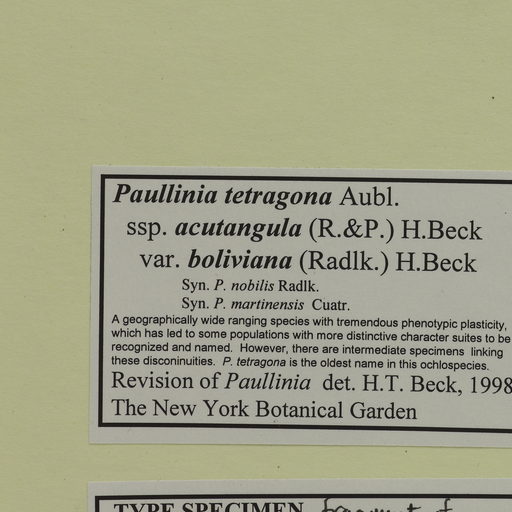 Paullinia tetragona Aubl.
ssp. acutangula (R.&P.) H.Beck
var. boliviana (Radlk.) H.Beck
Syn. P. nobilis Radlk.
Syn. P. martinensis Cuatr.
A geographically wide ranging species with tremendous phenotypic plasticity,
which has led to some populations with more distinctive character suites to be
recognized and named. However, there are intermediate specimens linking
these disconinuities. P. tetragona is the oldest name in this ochlospecies.
Revision of Paullinia det. H.T. Beck, 1998
The New York Botanical Garden
TYPE SPECIMEN fragment of